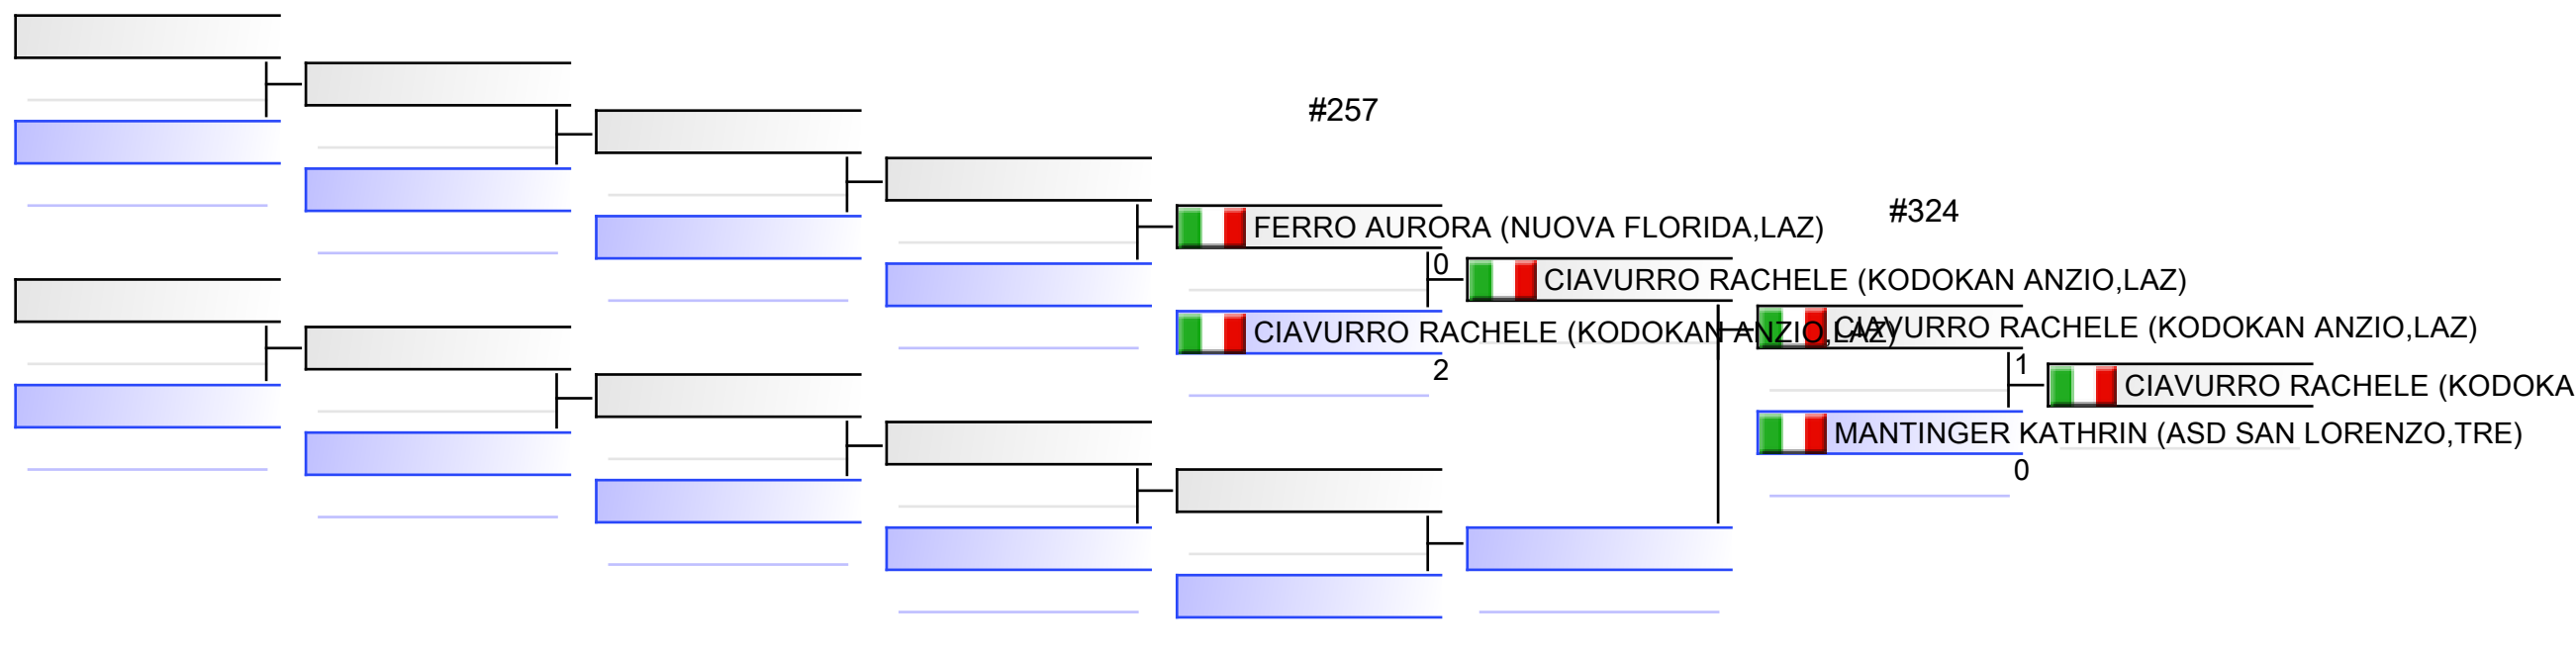 #257
#324
FERRO AURORA (NUOVA FLORIDA,LAZ)
0
CIAVURRO RACHELE (KODOKAN ANZIO,LAZ)
CIAVURRO RACHELE (KODOKAN ANZIO,LAZ)
2
CIAVURRO RACHELE (KODOKAN ANZIO,LAZ)
1
CIAVURRO RACHELE (KODOKA
MANTINGER KATHRIN (ASD SAN LORENZO,TRE)
0